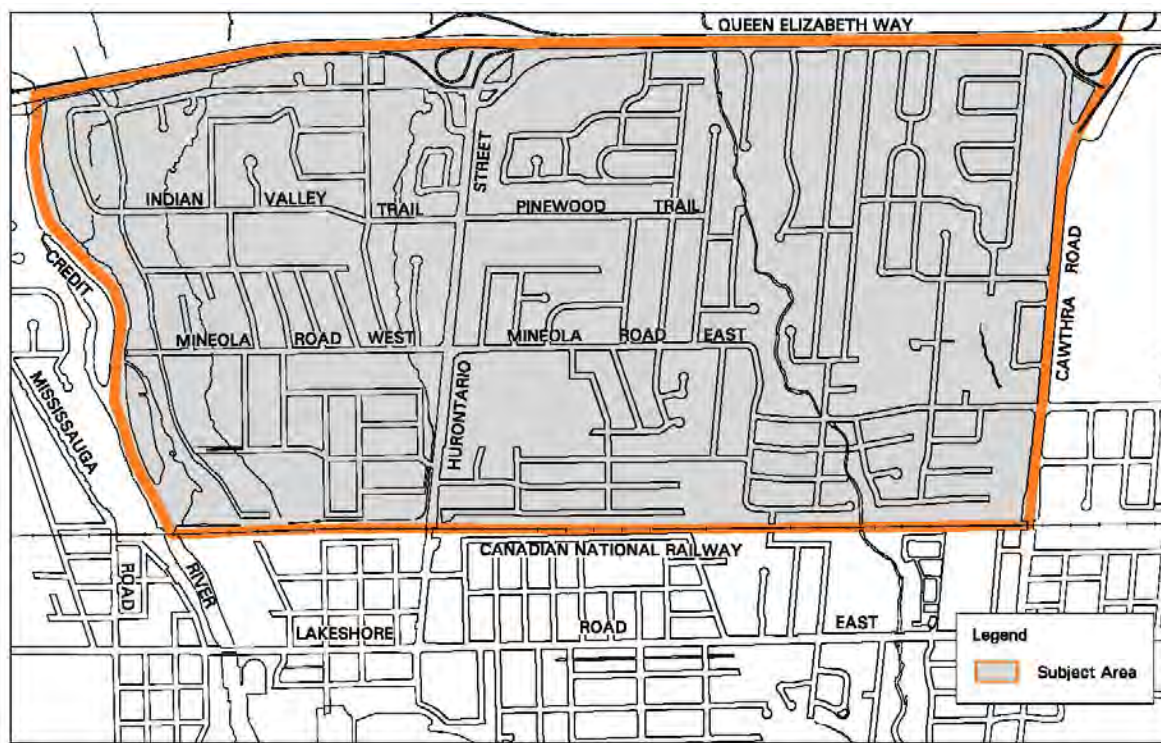 QUEEN ELIZABETH WAY
STREET
INDIAN VALLEY TRAIL PINEWOOD TRAIL
CREDIT
CAWTHRA ROAD
MINEOLA ROAD WEST MINEOLA ROAD EAST
MISSISSAUGA
HURONTARIO
CANADIAN NATIONAL RAILWAY
ROAD
RIVER
LAKESHORE ROAD EAST
Legend
Subject Area